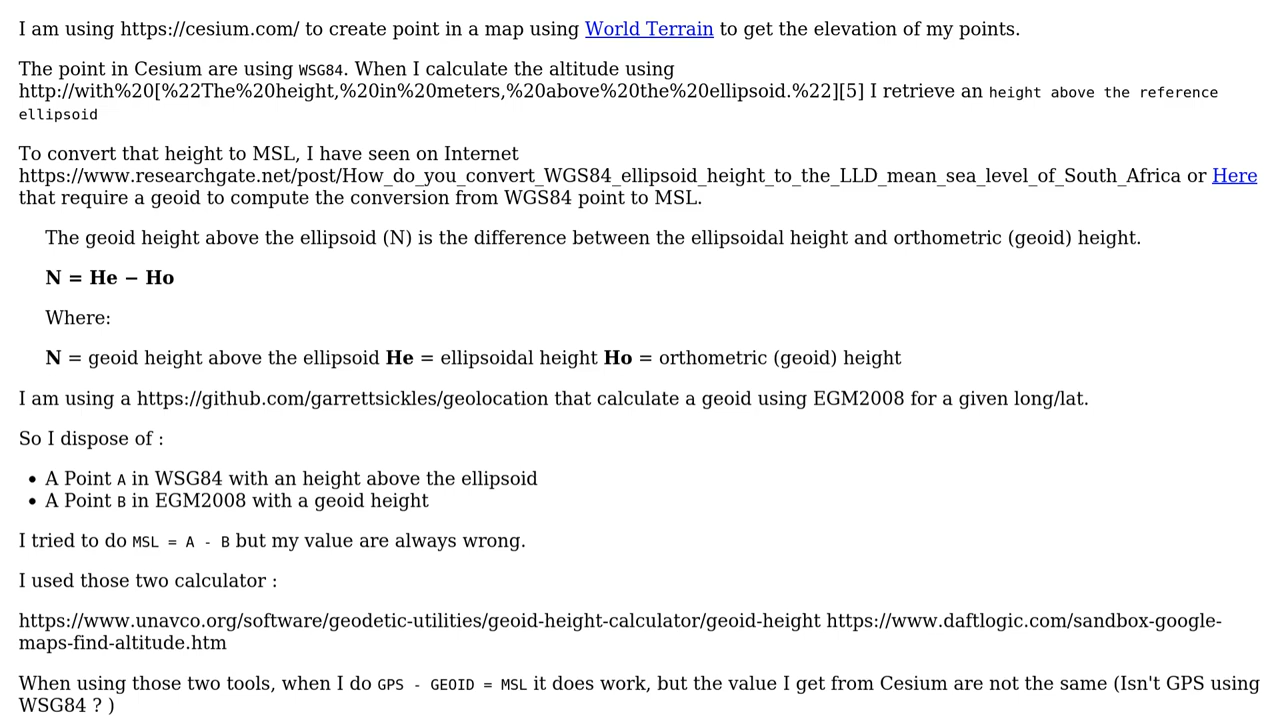 I am using https://cesium.com/ to create point in a map using World Terrain to get the elevation of my points.
The point in Cesium are using WSG84. When I calculate the altitude using
http://with%20[%22The%20height,%20in%20meters,%20above%20the%20ellipsoid.%22][5] I retrieve an height above the reference
ellipsoid
To convert that height to MSL, I have seen on Internet
https://www.researchgate.net/post/How_do_you_convert_WGS84_ellipsoid_height_to_the_LLD_mean_sea_level_of_South_Africa or Here
that require a geoid to compute the conversion from WGS84 point to MSL.
The geoid height above the ellipsoid (N) is the difference between the ellipsoidal height and orthometric (geoid) height.
N = He − Ho
Where:
N = geoid height above the ellipsoid He = ellipsoidal height Ho = orthometric (geoid) height
I am using a https://github.com/garrettsickles/geolocation that calculate a geoid using EGM2008 for a given long/lat.
So I dispose of :
• A Point A in WSG84 with an height above the ellipsoid
• A Point B in EGM2008 with a geoid height
I tried to do MSL = A - B but my value are always wrong.
I used those two calculator :
https://www.unavco.org/software/geodetic-utilities/geoid-height-calculator/geoid-height https://www.daftlogic.com/sandbox-google-
maps-find-altitude.htm
When using those two tools, when I do GPS - GEOID = MSL it does work, but the value I get from Cesium are not the same (Isn't GPS using
WSG84 ? )